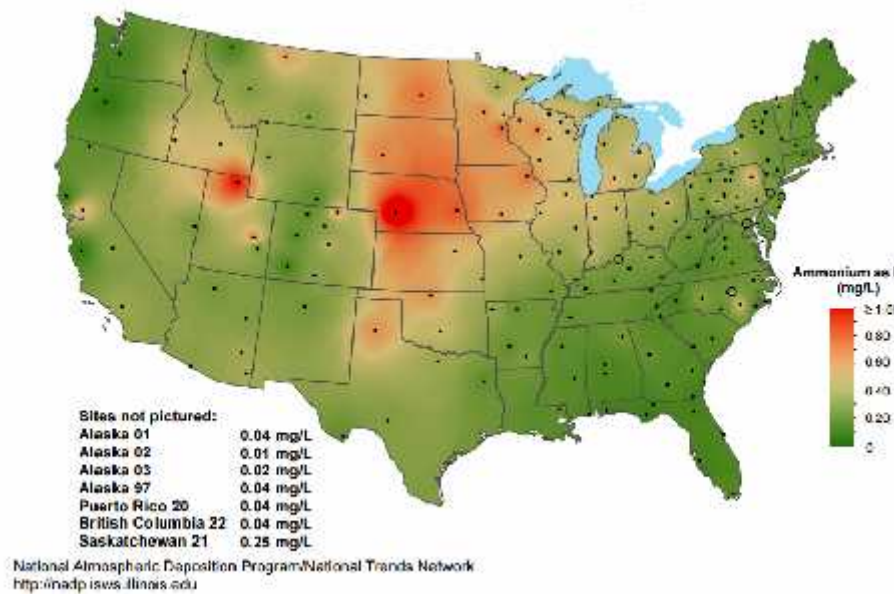 Ammonium as
(mg/L)
≥ 1.0
0.80
0.60
0.40
0.20
0
Sites not pictured:
Alaska 01 0.04 mg/L
Alaska 02 0.01 mg/L
Alaska 03 0.02 mg/L
Alaska 97 0.04 mg/L
Puerto Rico 20 0.04 mg/L
British Columbia 22 0.04 mg/L
Saskatchewan 21 0.25 mg/L
National Atmospheric Deposition Program/National Trends Network
http://nadp.isws.illinois.edu